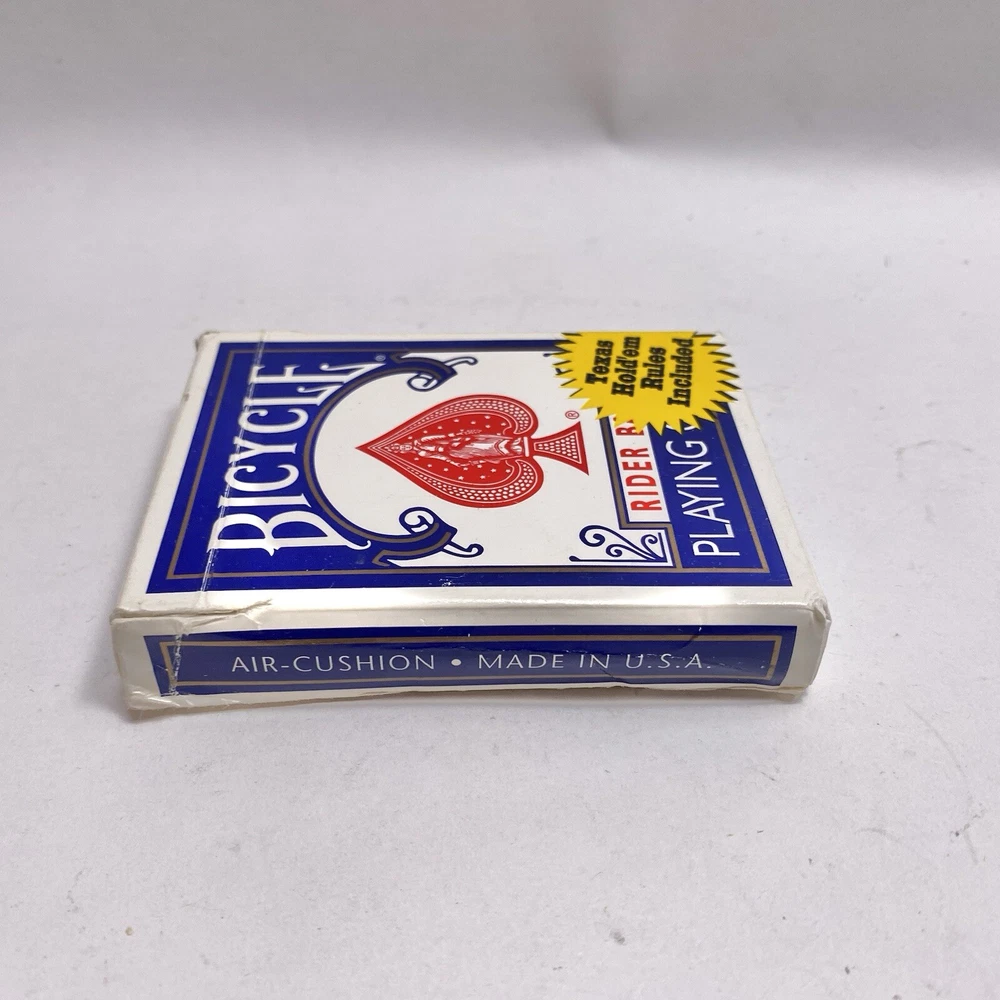 BICYCLE®
®
Texas
Hold'em
Rules
Included
RIDER
PLAYING
AIR-CUSHION • MADE IN U.S.A.